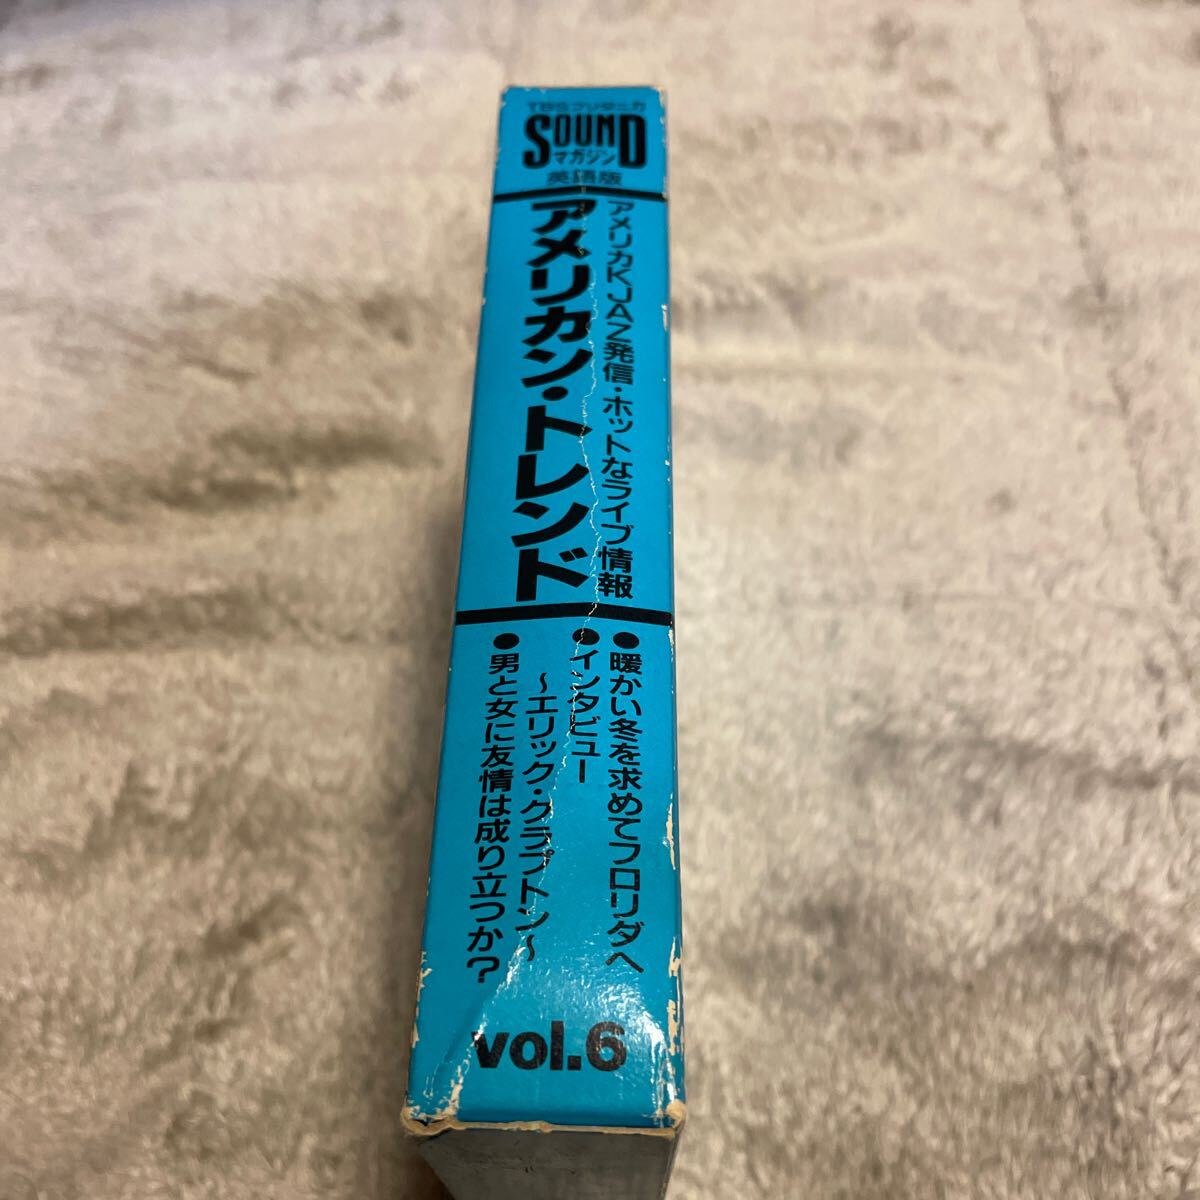 TBSブリタニカ
SOUND
マガジン
英語版
アメリカKJAZ発信・ホットなライブ情報
アメリカン・トレンド
●暖かい冬を求めてフロリダへ
●インタビュー
～エリック・クラプトン～
●男と女に友情は成り立つか?
vol.6